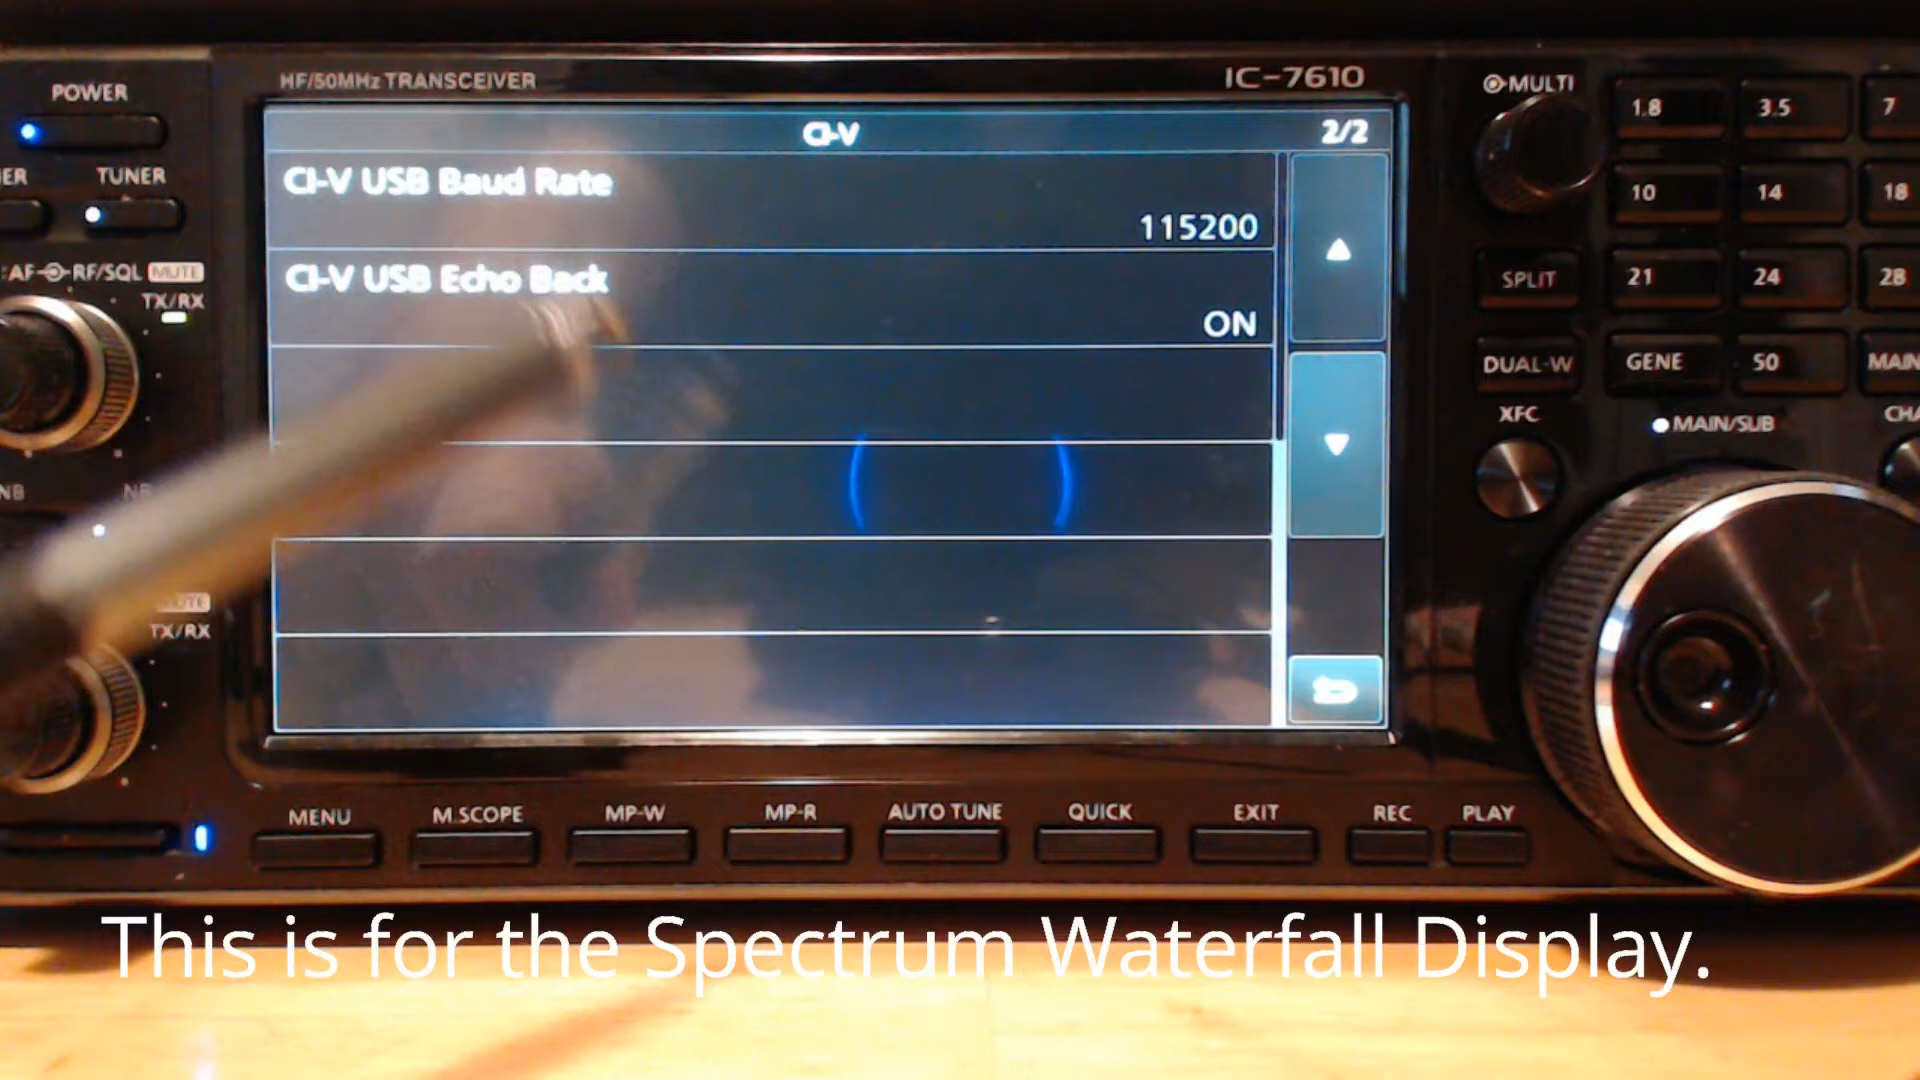 HF/50MHz TRANSCEIVER
IC-7610
POWER
ER
TUNER
AF RF/SQL MUTE
TX/RX
NB
TX/RX
CI-V
2/2
CI-V USB Baud Rate
115200
CI-V USB Echo Back
ON
MULTI
1.8 3.5 7
10 14 18
SPLIT 21 24 28
DUAL-W GENE 50 MAIN
XFC
MAIN/SUB
CHA
MENU M.SCOPE MP-W MP-R AUTO TUNE QUICK EXIT REC PLAY
This is for the Spectrum Waterfall Display.